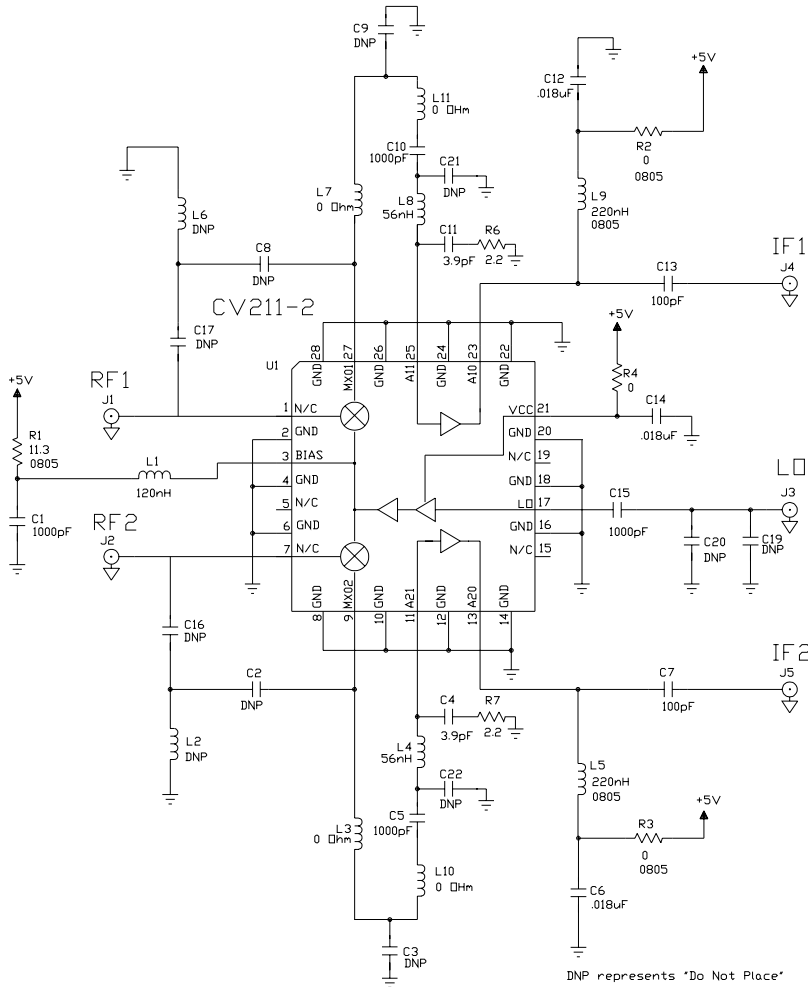 C9
DNP
C12
.018uF
+5V
L11
0 OHm
R2
0
0805
C10
1000pF
C21
DNP
L7
0 Ohm
L8
56nH
L9
220nH
0805
L6
DNP
C11
3.9pF
R6
2.2
C8
DNP
IF1
J4
C13
100pF
CV211-2
C17
DNP
+5V
R4
0
U1
GND 28
MXO1 27
GND 26
A11 25
GND 24
A10 23
GND 22
+5V
RF1
J1
1 N/C
VCC 21
C14
.018uF
R1
11.3
0805
2 GND
GND 20
L1
120nH
3 BIAS
N/C 19
4 GND
GND 18
LO
J3
C1
1000pF
5 N/C
LO 17
C15
1000pF
RF2
J2
6 GND
GND 16
C20
DNP
C19
DNP
7 N/C
N/C 15
8 GND
9 MXO2
10 GND
11 A21
12 GND
13 A20
14 GND
C16
DNP
IF2
J5
C2
DNP
C7
100pF
L2
DNP
C4
3.9pF
R7
2.2
L4
56nH
C22
DNP
L5
220nH
0805
+5V
L3
0 Ohm
C5
1000pF
R3
0
0805
L10
0 OHm
C6
.018uF
C3
DNP
DNP represents "Do Not Place"